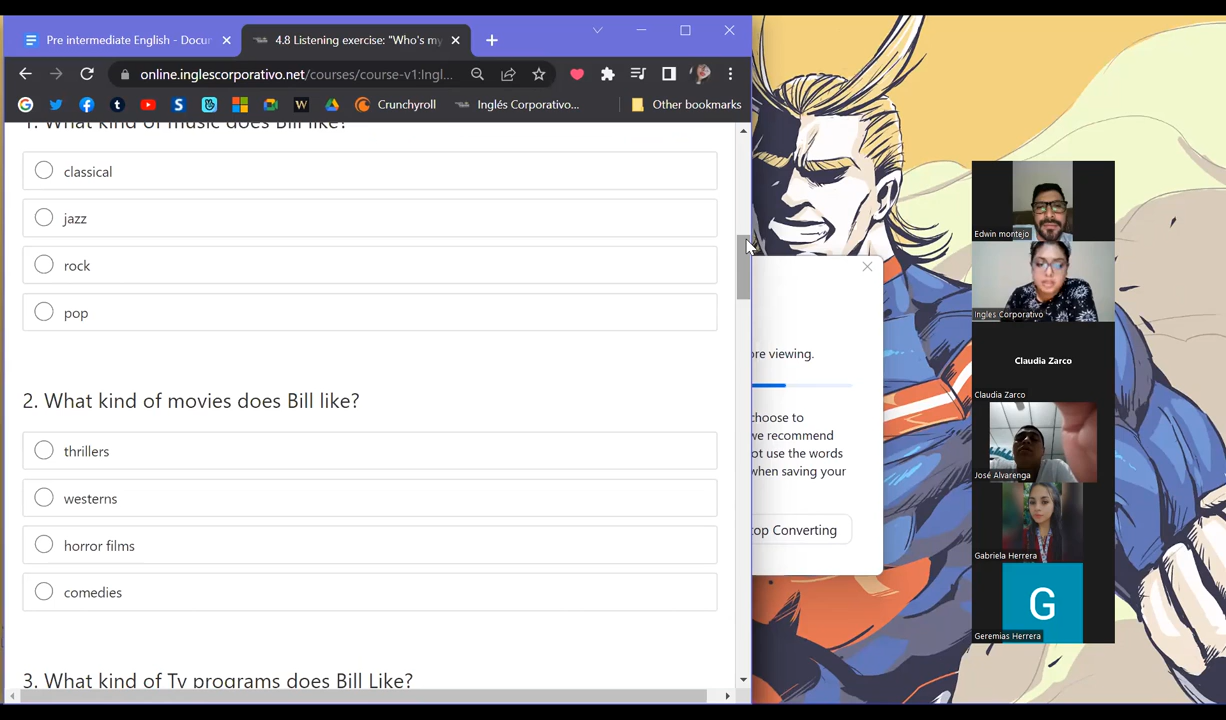 Pre intermediate English - Docur
4.8 Listening exercise: "Who's my
online.inglescorporativo.net/courses/course-v1:Ingl...
Crunchyroll
Inglés Corporativo...
Other bookmarks
1. What kind of music does Bill like?
classical
jazz
rock
pop
2. What kind of movies does Bill like?
thrillers
westerns
horror films
comedies
3. What kind of Tv programs does Bill Like?
ore viewing.
choose to
we recommend
ot use the words
when saving your
top Converting
Edwin montejo
Ingles Corporativo
Claudia Zarco
Claudia Zarco
José Alvarenga
Gabriela Herrera
G
Geremias Herrera